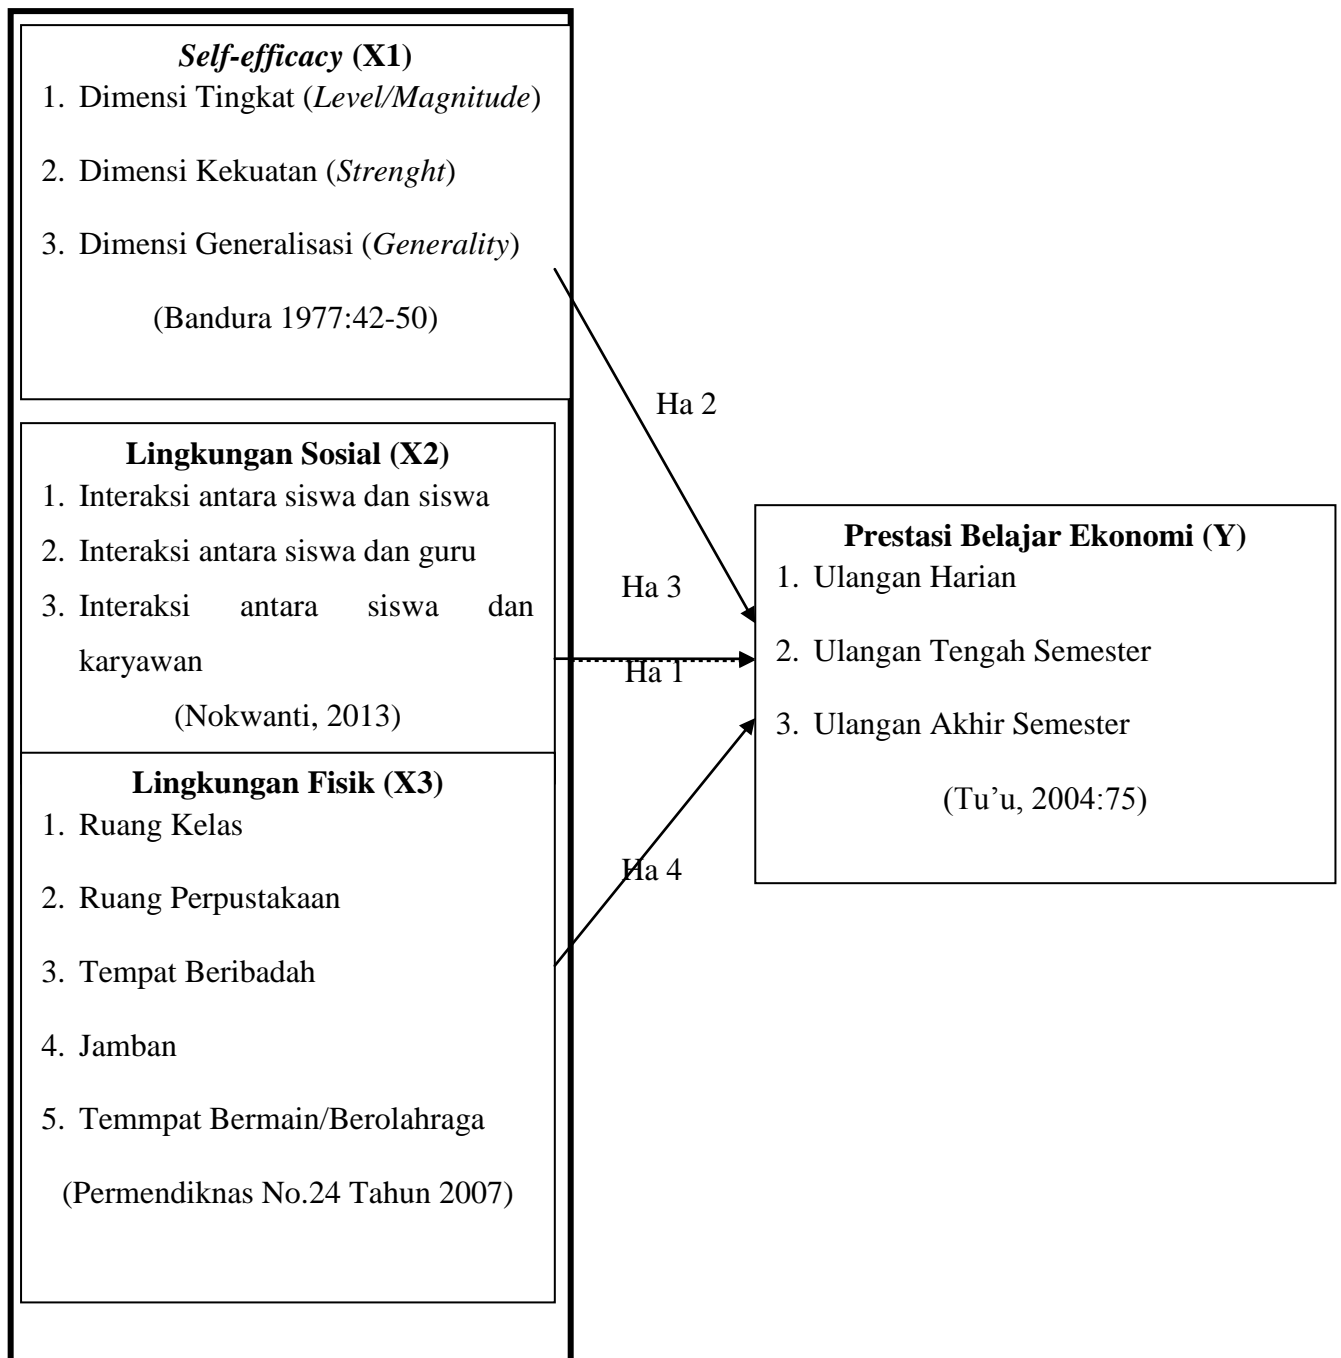 Self-efficacy (X1)
1. Dimensi Tingkat (Level/Magnitude)
2. Dimensi Kekuatan (Strenght)
3. Dimensi Generalisasi (Generality)
(Bandura 1977:42-50)
Ha 2
Lingkungan Sosial (X2)
1. Interaksi antara siswa dan siswa
2. Interaksi antara siswa dan guru
3. Interaksi antara siswa dan
karyawan
(Nokwanti, 2013)
Ha 3
Ha 1
Prestasi Belajar Ekonomi (Y)
1. Ulangan Harian
2. Ulangan Tengah Semester
3. Ulangan Akhir Semester
(Tu’u, 2004:75)
Lingkungan Fisik (X3)
1. Ruang Kelas
2. Ruang Perpustakaan
3. Tempat Beribadah
4. Jamban
5. Temmpat Bermain/Berolahraga
(Permendiknas No.24 Tahun 2007)
Ha 4